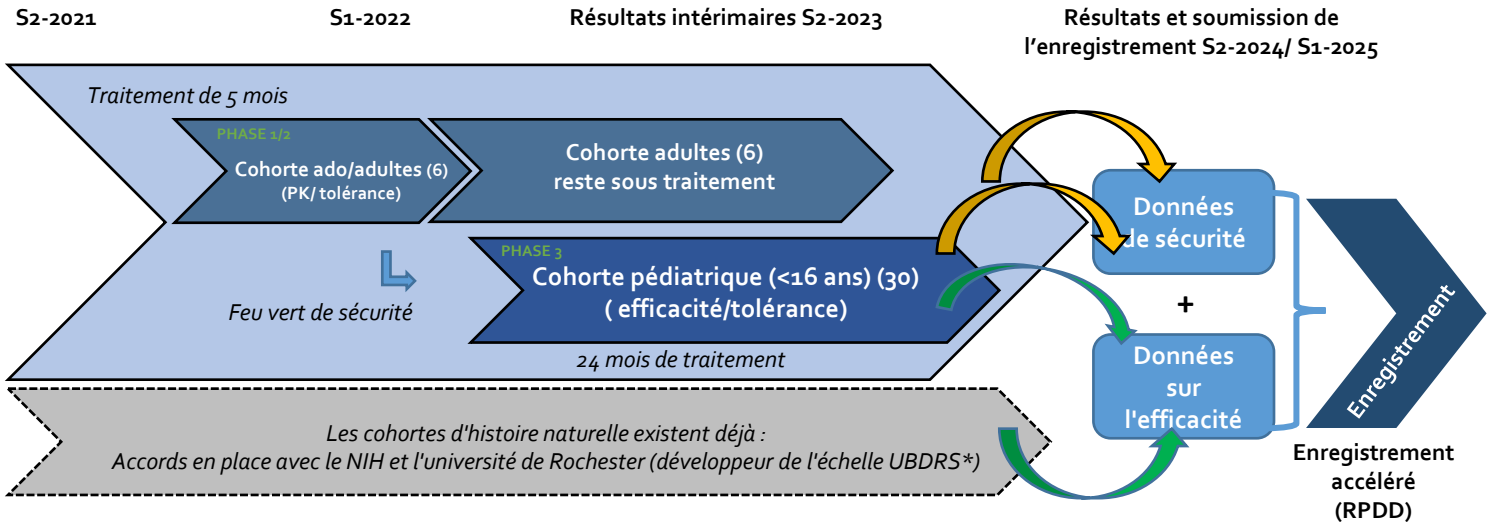 S2-2021
S1-2022
Résultats intérimaires S2-2023
Résultats et soumission de
l'enregistrement S2-2024/ S1-2025
Traitement de 5 mois
PHASE 1/2
Cohorte ado/adultes (6)
(PK/ tolérance)
Cohorte adultes (6)
reste sous traitement
Feu vert de sécurité
PHASE 3
Cohorte pédiatrique (<16 ans) (30)
( efficacité/tolérance)
24 mois de traitement
Les cohortes d'histoire naturelle existent déjà :
Accords en place avec le NIH et l'université de Rochester (développeur de l'échelle UBDRS*)
Données
de sécurité
+
Données
sur
l'efficacité
Enregistrement
Enregistrement
accéléré
(RPDD)